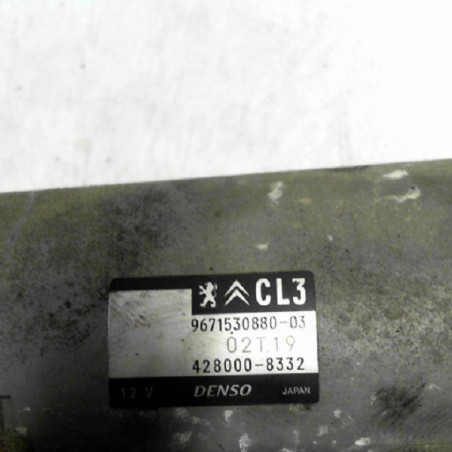 CL3
9671530880-03
02T19
428000-8332
12 V DENSO JAPAN